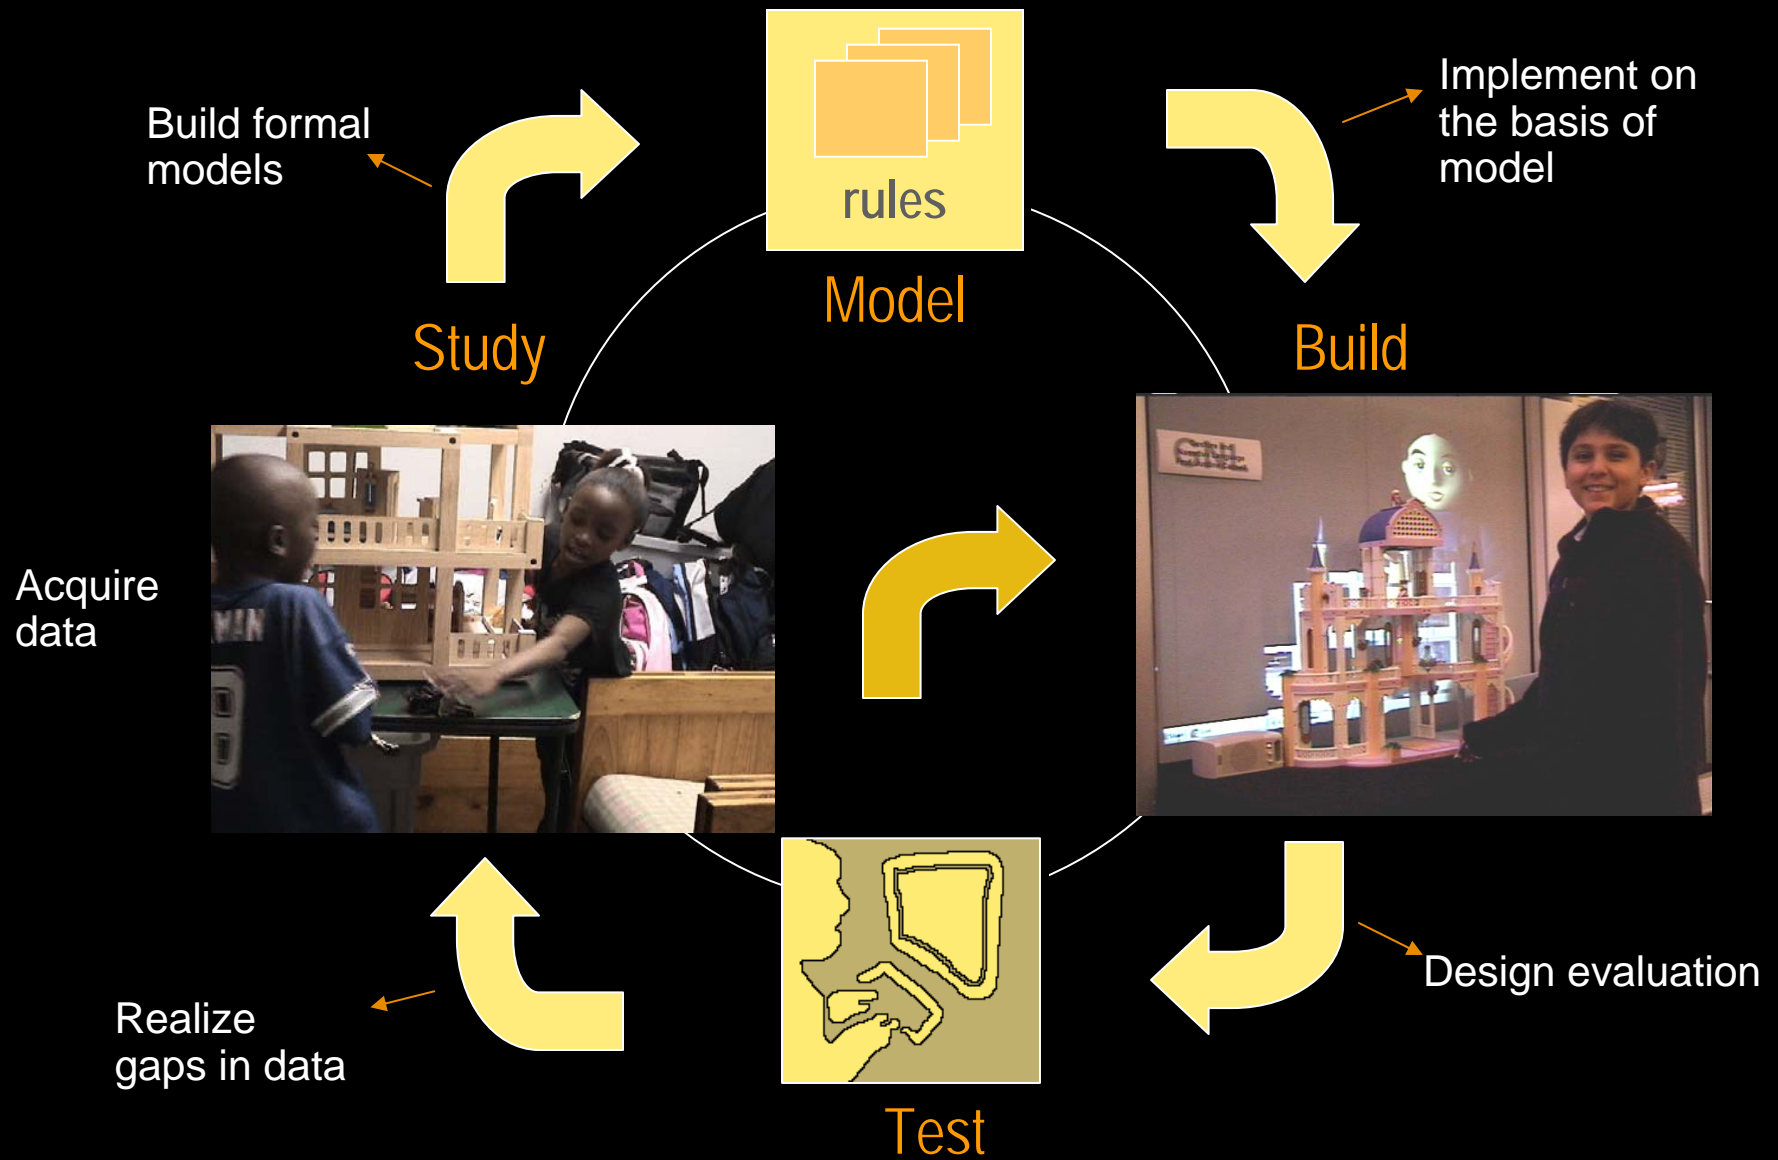 rules
Model
Build formal
models
Implement on
the basis of
model
Study
Build
Acquire
data
Realize
gaps in data
Design evaluation
Test